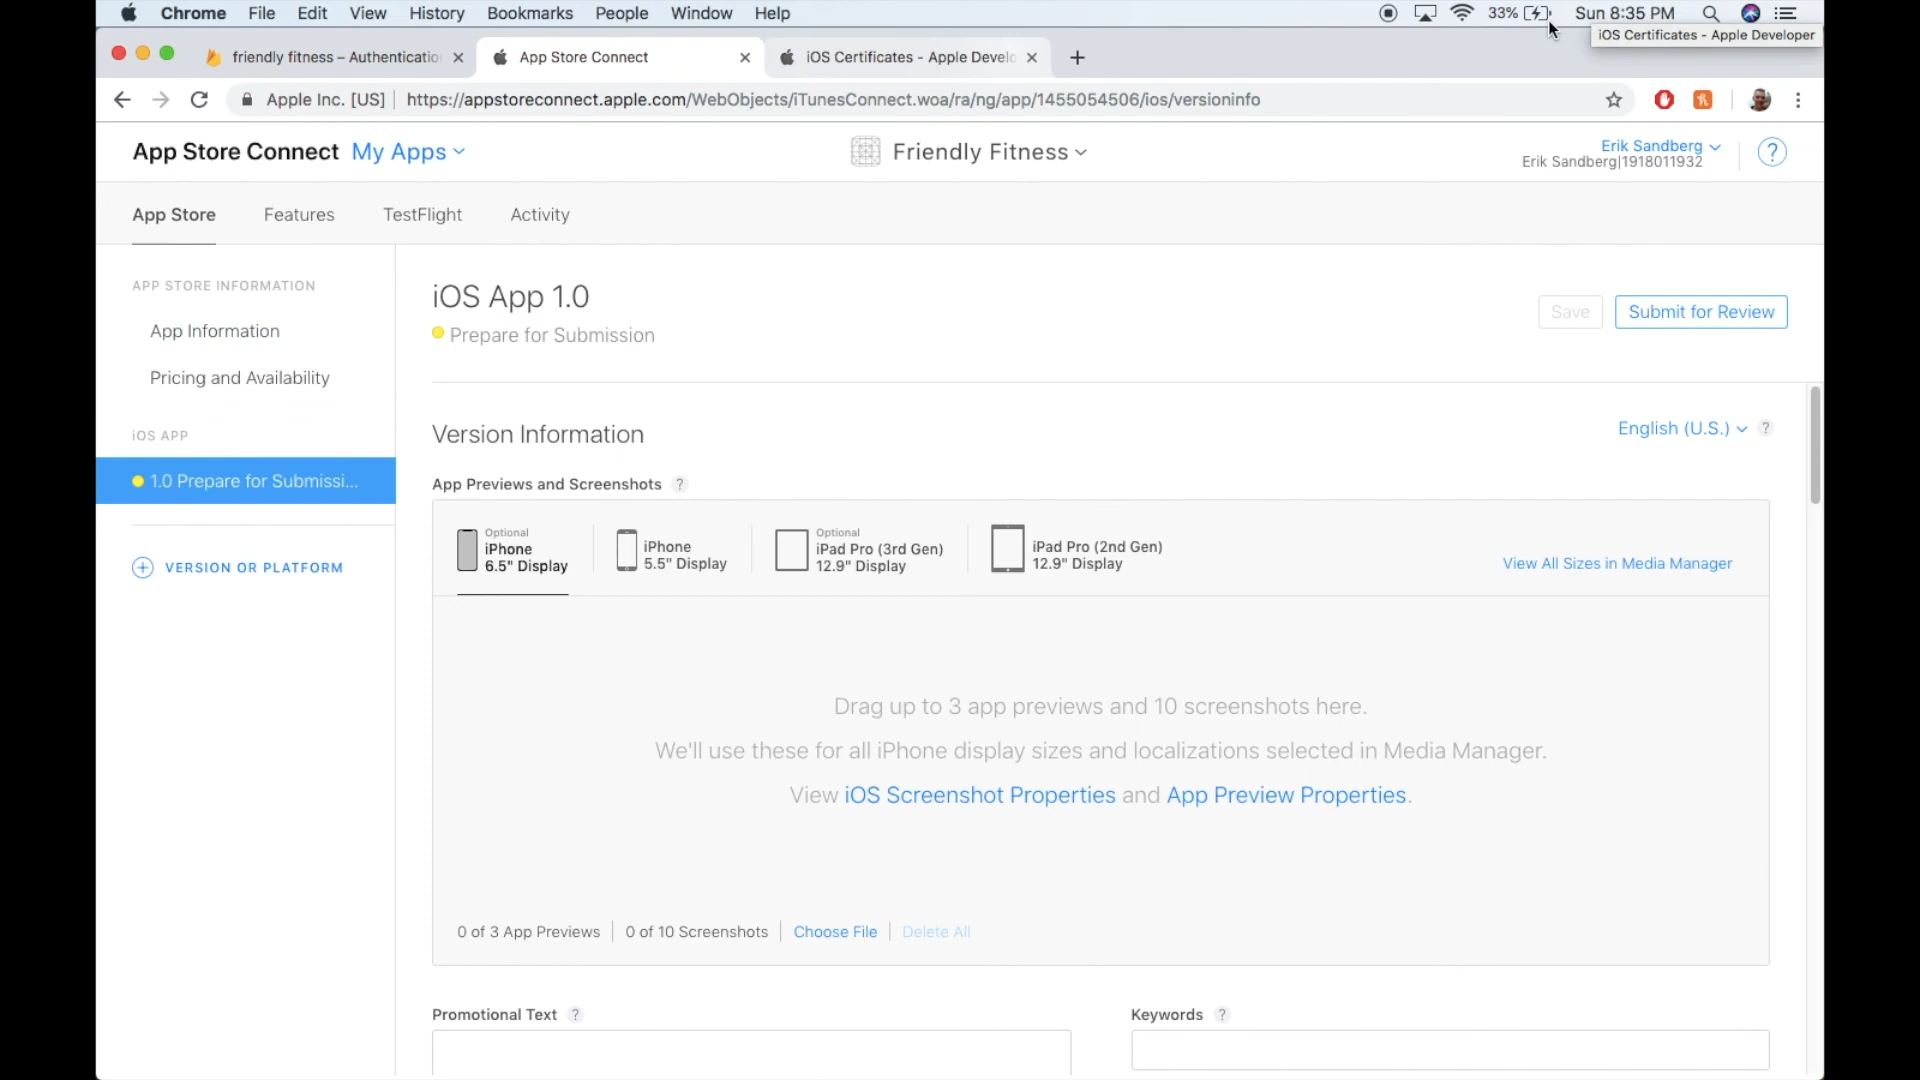 Chrome File Edit View History Bookmarks People Window Help 33% Sun 8:35 PM
iOS Certificates - Apple Developer
friendly fitness – Authenticatio App Store Connect iOS Certificates - Apple Develo
Apple Inc. [US] https://appstoreconnect.apple.com/WebObjects/iTunesConnect.woa/ra/ng/app/1455054506/ios/versioninfo
App Store Connect My Apps Friendly Fitness Erik Sandberg ?
Erik Sandberg|1918011932
App Store Features TestFlight Activity
APP STORE INFORMATION
App Information
Pricing and Availability
iOS APP
1.0 Prepare for Submissi...
VERSION OR PLATFORM
iOS App 1.0
Prepare for Submission
Save Submit for Review
Version Information English (U.S.) ?
App Previews and Screenshots ?
Optional
iPhone
6.5" Display
iPhone
5.5" Display
Optional
iPad Pro (3rd Gen)
12.9" Display
iPad Pro (2nd Gen)
12.9" Display
View All Sizes in Media Manager
Drag up to 3 app previews and 10 screenshots here.
We'll use these for all iPhone display sizes and localizations selected in Media Manager.
View iOS Screenshot Properties and App Preview Properties.
0 of 3 App Previews 0 of 10 Screenshots Choose File Delete All
Promotional Text ? Keywords ?